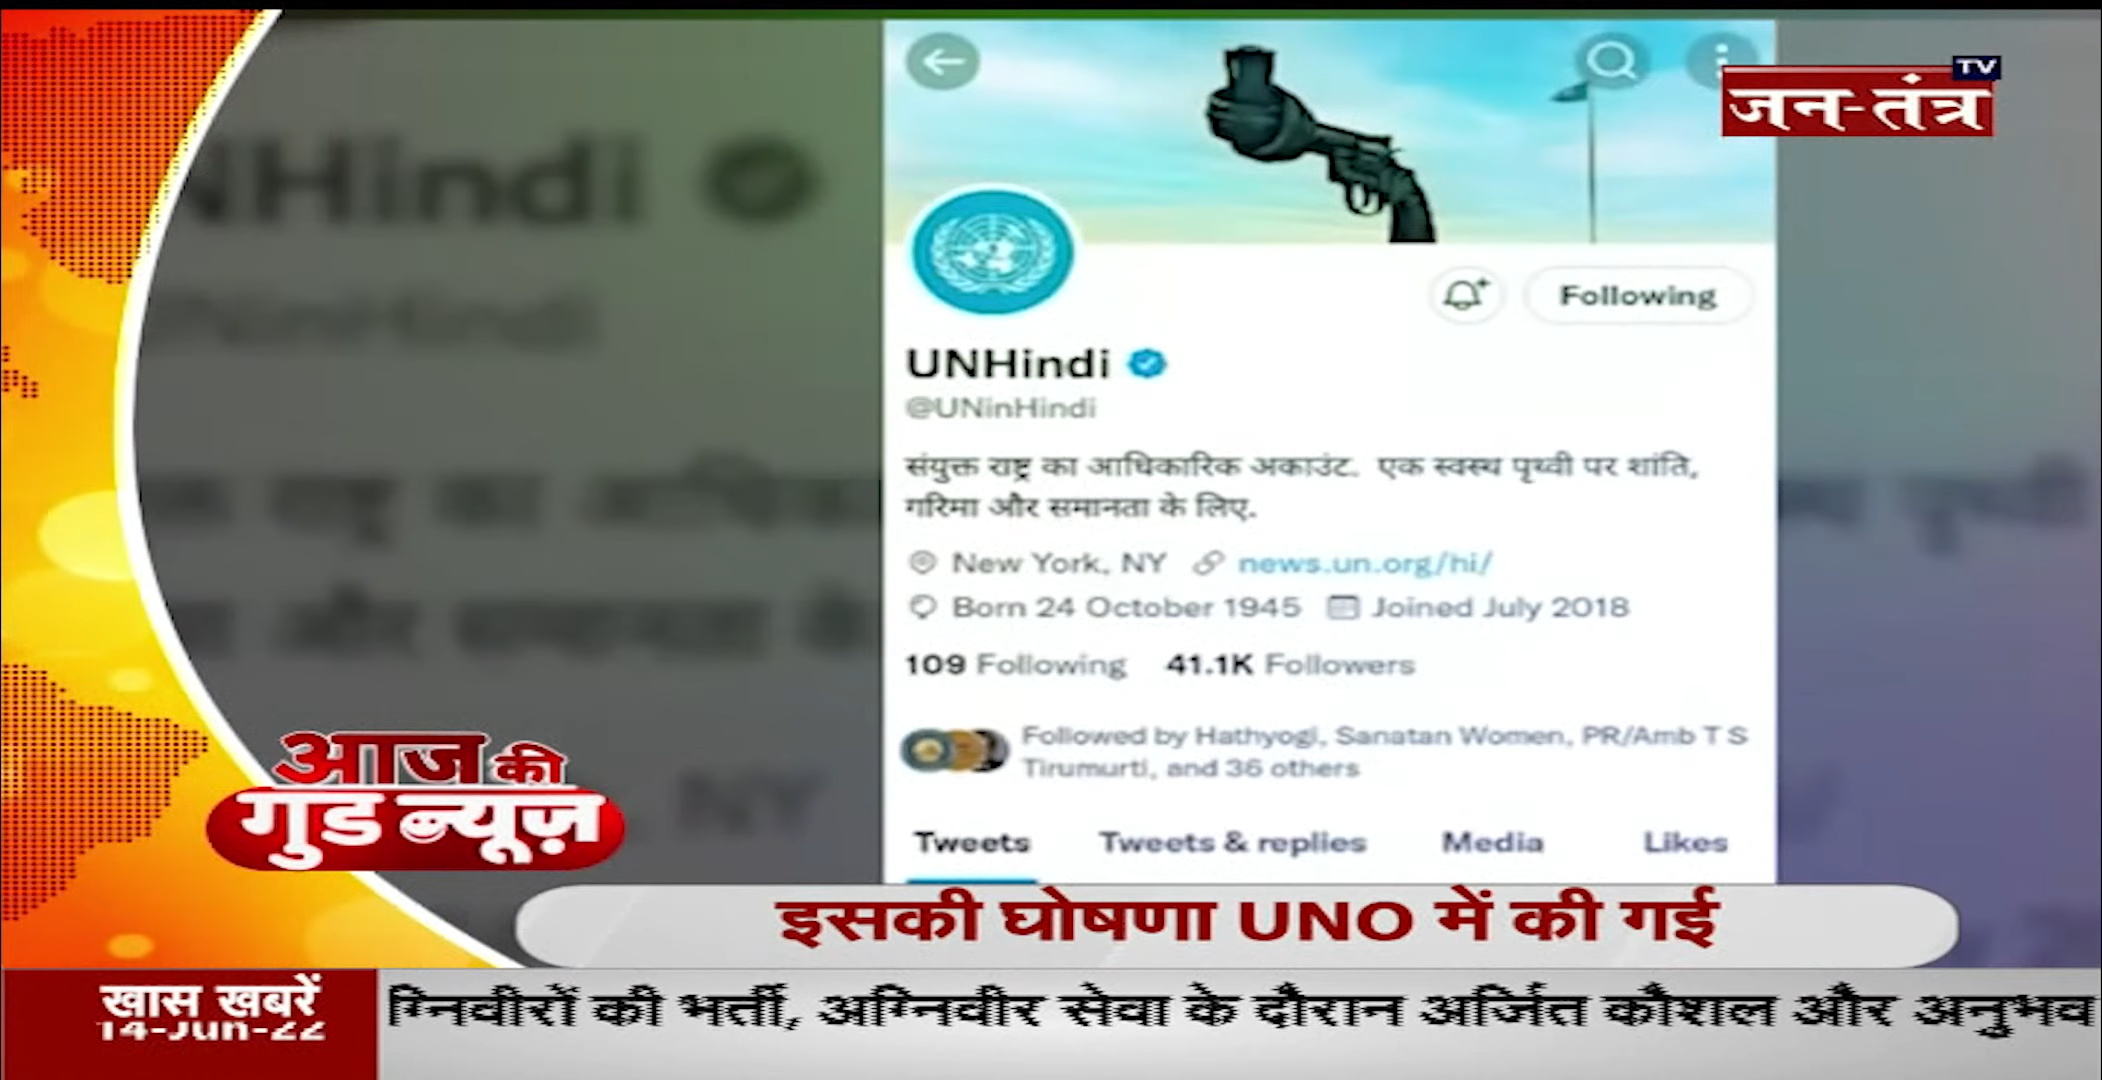 TV
जन-तंत्र
Following
UNHindi
@UNinHindi
संयुक्त राष्ट्र का आधिकारिक अकाउंट. एक स्वस्थ पृथ्वी पर शांति,
गरिमा और समानता के लिए.
New York, NY news.un.org/hi/
Born 24 October 1945 Joined July 2018
109 Following 41.1K Followers
Followed by Hathyogi, Sanatan Women, PR/Amb T S
Tirumurti, and 36 others
Tweets Tweets & replies Media Likes
आज की
गुड न्यूज़
इसकी घोषणा UNO में की गई
खास खबरें
14-Jun-22
ग्निवीरों की भर्ती, अग्निवीर सेवा के दौरान अर्जित कौशल और अनुभव